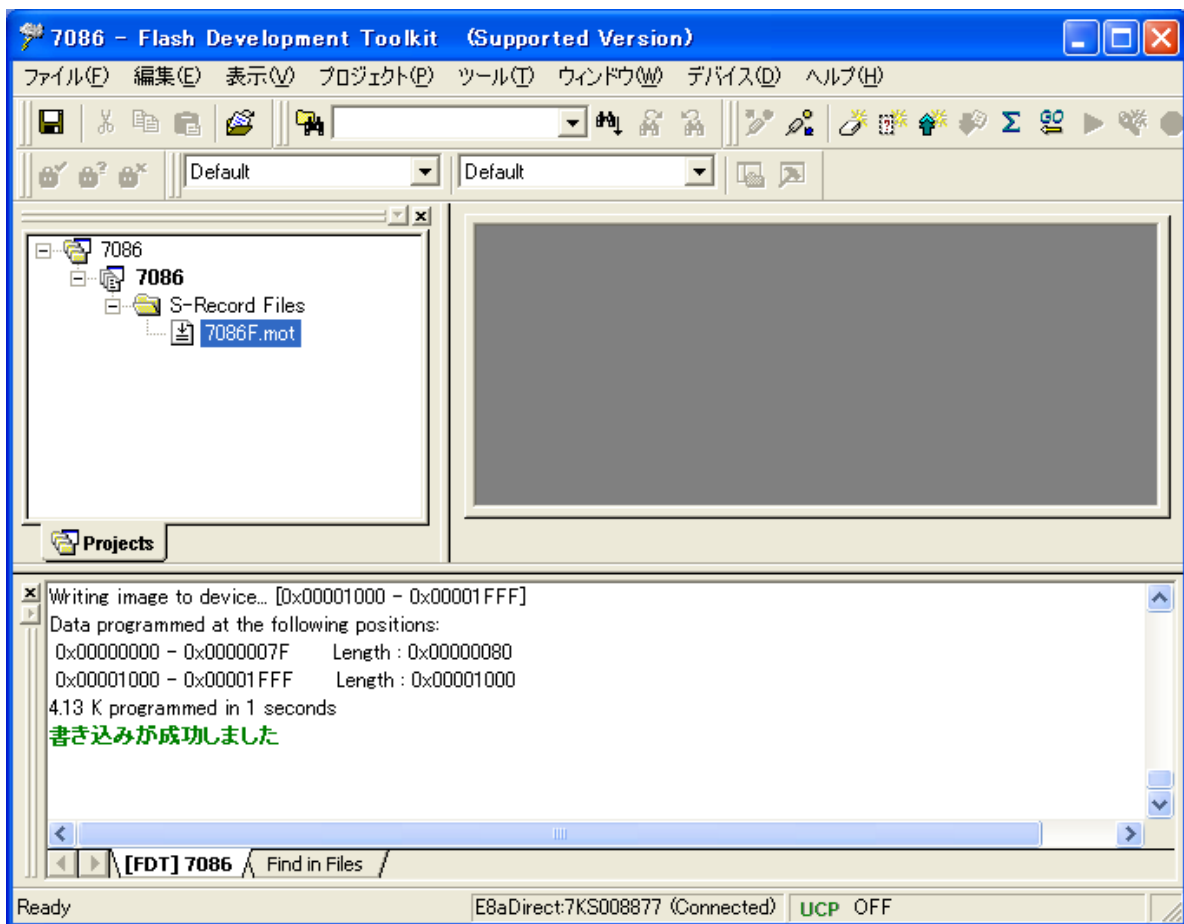 7086 - Flash Development Toolkit (Supported Version)
ファイル(F) 編集(E) 表示(V) プロジェクト(P) ツール(T) ウィンドウ(W) デバイス(D) ヘルプ(H)
Default Default
7086
7086
S-Record Files
7086F.mot
Projects
Writing image to device... [0x00001000 - 0x00001FFF]
Data programmed at the following positions:
0x00000000 - 0x0000007F Length : 0x00000080
0x00001000 - 0x00001FFF Length : 0x00001000
4.13 K programmed in 1 seconds
書き込みが成功しました
[FDT] 7086 Find in Files
Ready E8aDirect:7KS008877 (Connected) UCP OFF